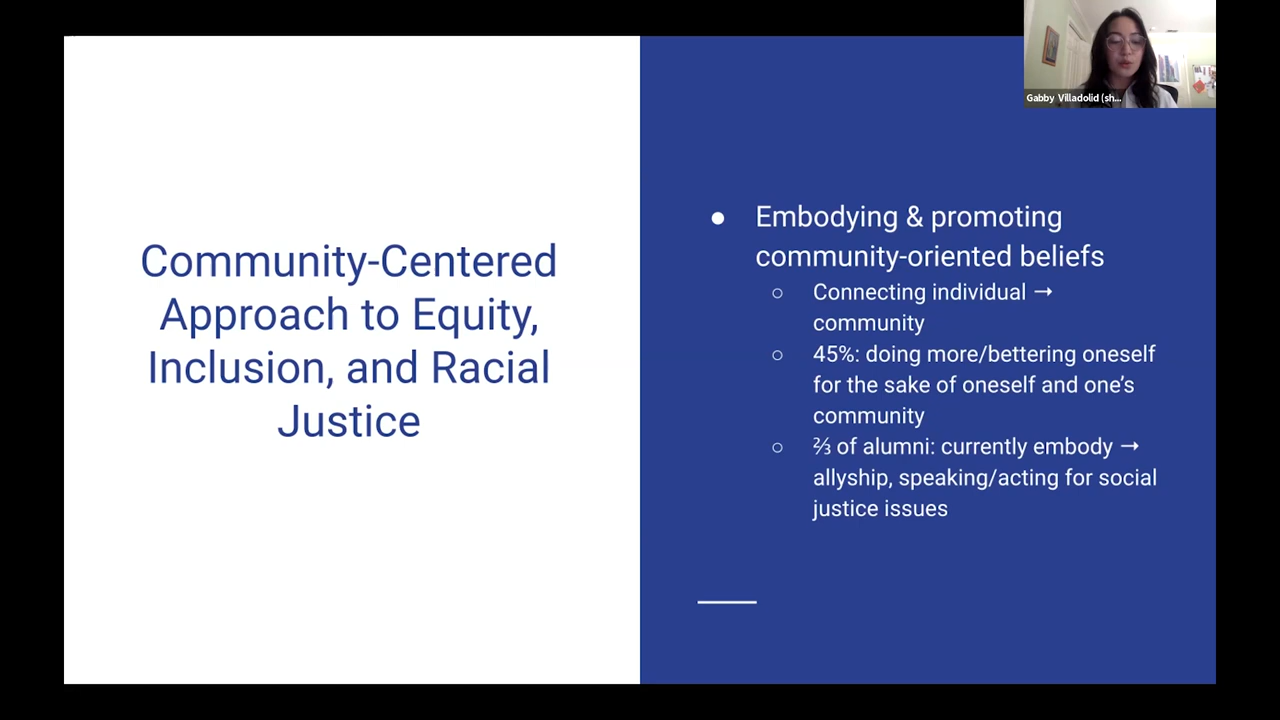 Gabby Villadolid (sh...
Community-Centered
Approach to Equity,
Inclusion, and Racial
Justice
● Embodying & promoting
community-oriented beliefs
○ Connecting individual →
community
○ 45%: doing more/bettering oneself
for the sake of oneself and one's
community
○ ⅔ of alumni: currently embody →
allyship, speaking/acting for social
justice issues